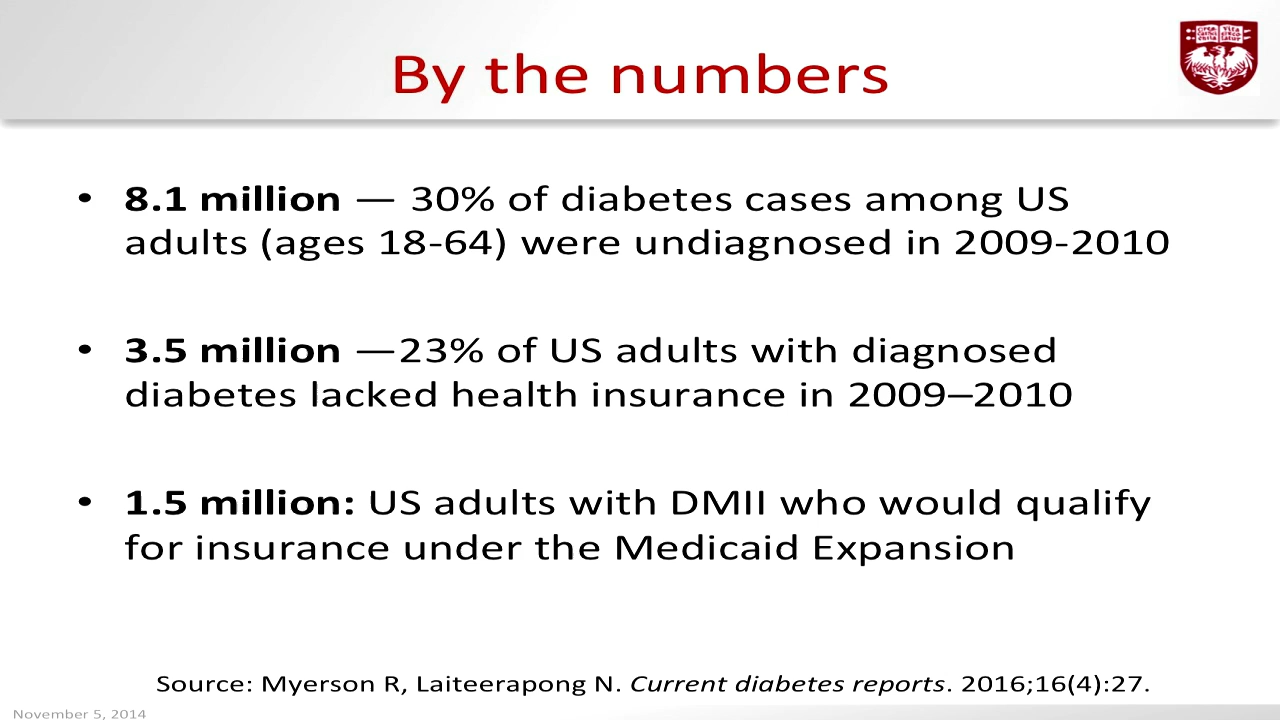 By the numbers
• 8.1 million — 30% of diabetes cases among US
adults (ages 18-64) were undiagnosed in 2009-2010
• 3.5 million —23% of US adults with diagnosed
diabetes lacked health insurance in 2009–2010
• 1.5 million: US adults with DMII who would qualify
for insurance under the Medicaid Expansion
Source: Myerson R, Laiteerapong N. Current diabetes reports. 2016;16(4):27.
November 5, 2014